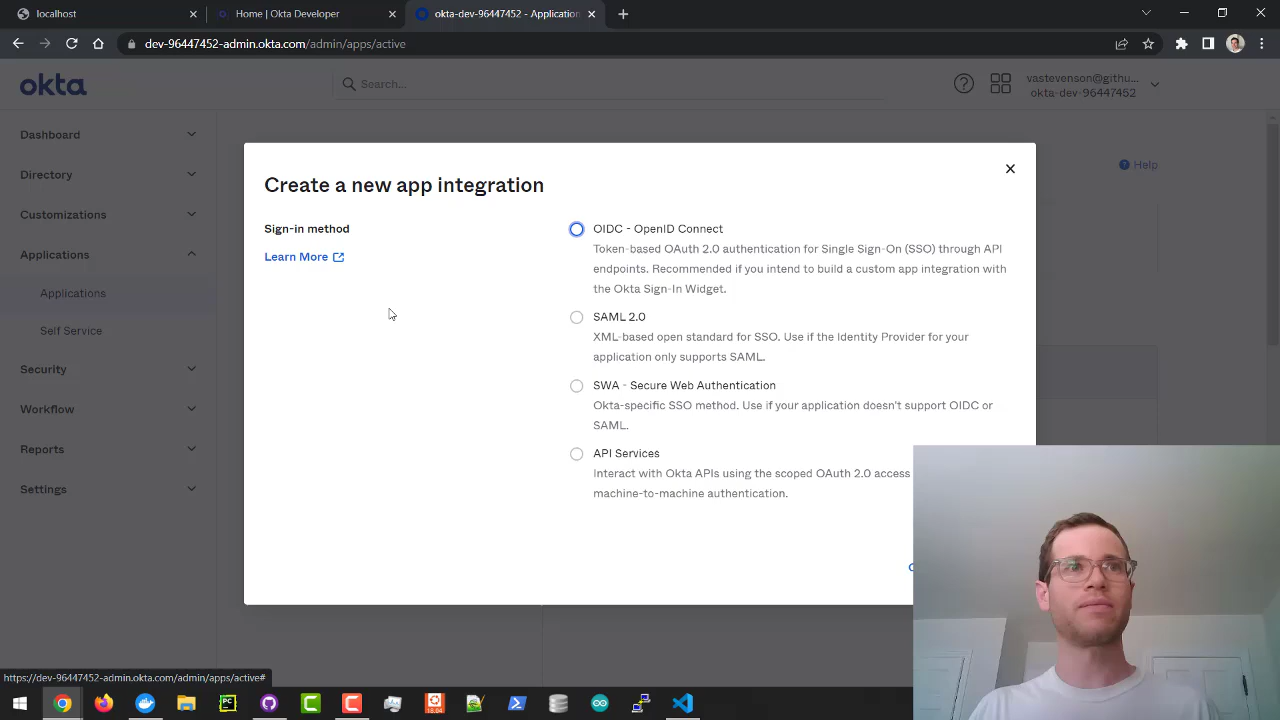 localhost
Home | Okta Developer
okta-dev-96447452 - Application
dev-96447452-admin.okta.com/admin/apps/active
okta
Search...
vastevenson@githu...
okta-dev-96447452
Dashboard
Directory
Customizations
Applications
Applications
Self Service
Security
Workflow
Reports
Settings
Help
Create a new app integration
Sign-in method
Learn More
OIDC - OpenID Connect
Token-based OAuth 2.0 authentication for Single Sign-On (SSO) through API
endpoints. Recommended if you intend to build a custom app integration with
the Okta Sign-In Widget.
SAML 2.0
XML-based open standard for SSO. Use if the Identity Provider for your
application only supports SAML.
SWA - Secure Web Authentication
Okta-specific SSO method. Use if your application doesn't support OIDC or
SAML.
API Services
Interact with Okta APIs using the scoped OAuth 2.0 access
machine-to-machine authentication.
https://dev-96447452-admin.okta.com/admin/apps/active#
PC
C
C
18.04